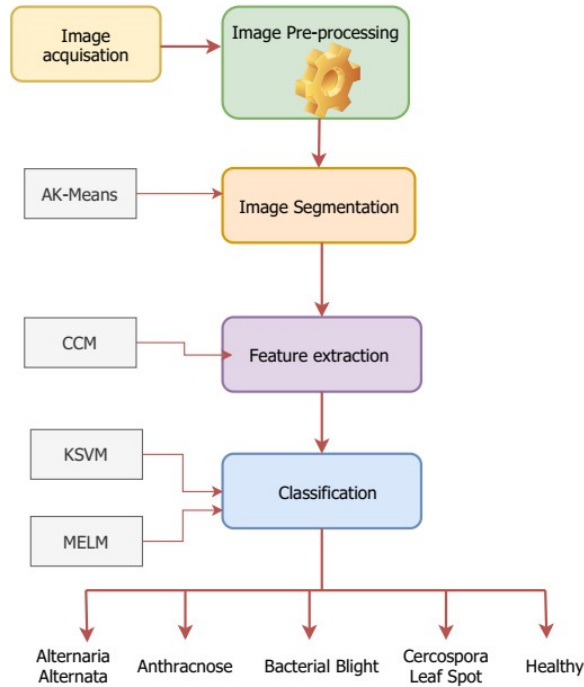 Image
acquisation
Image Pre-processing
AK-Means
Image Segmentation
CCM
Feature extraction
KSVM
Classification
MELM
Alternaria
Alternata
Anthracnose
Bacterial Blight
Cercospora
Leaf Spot
Healthy